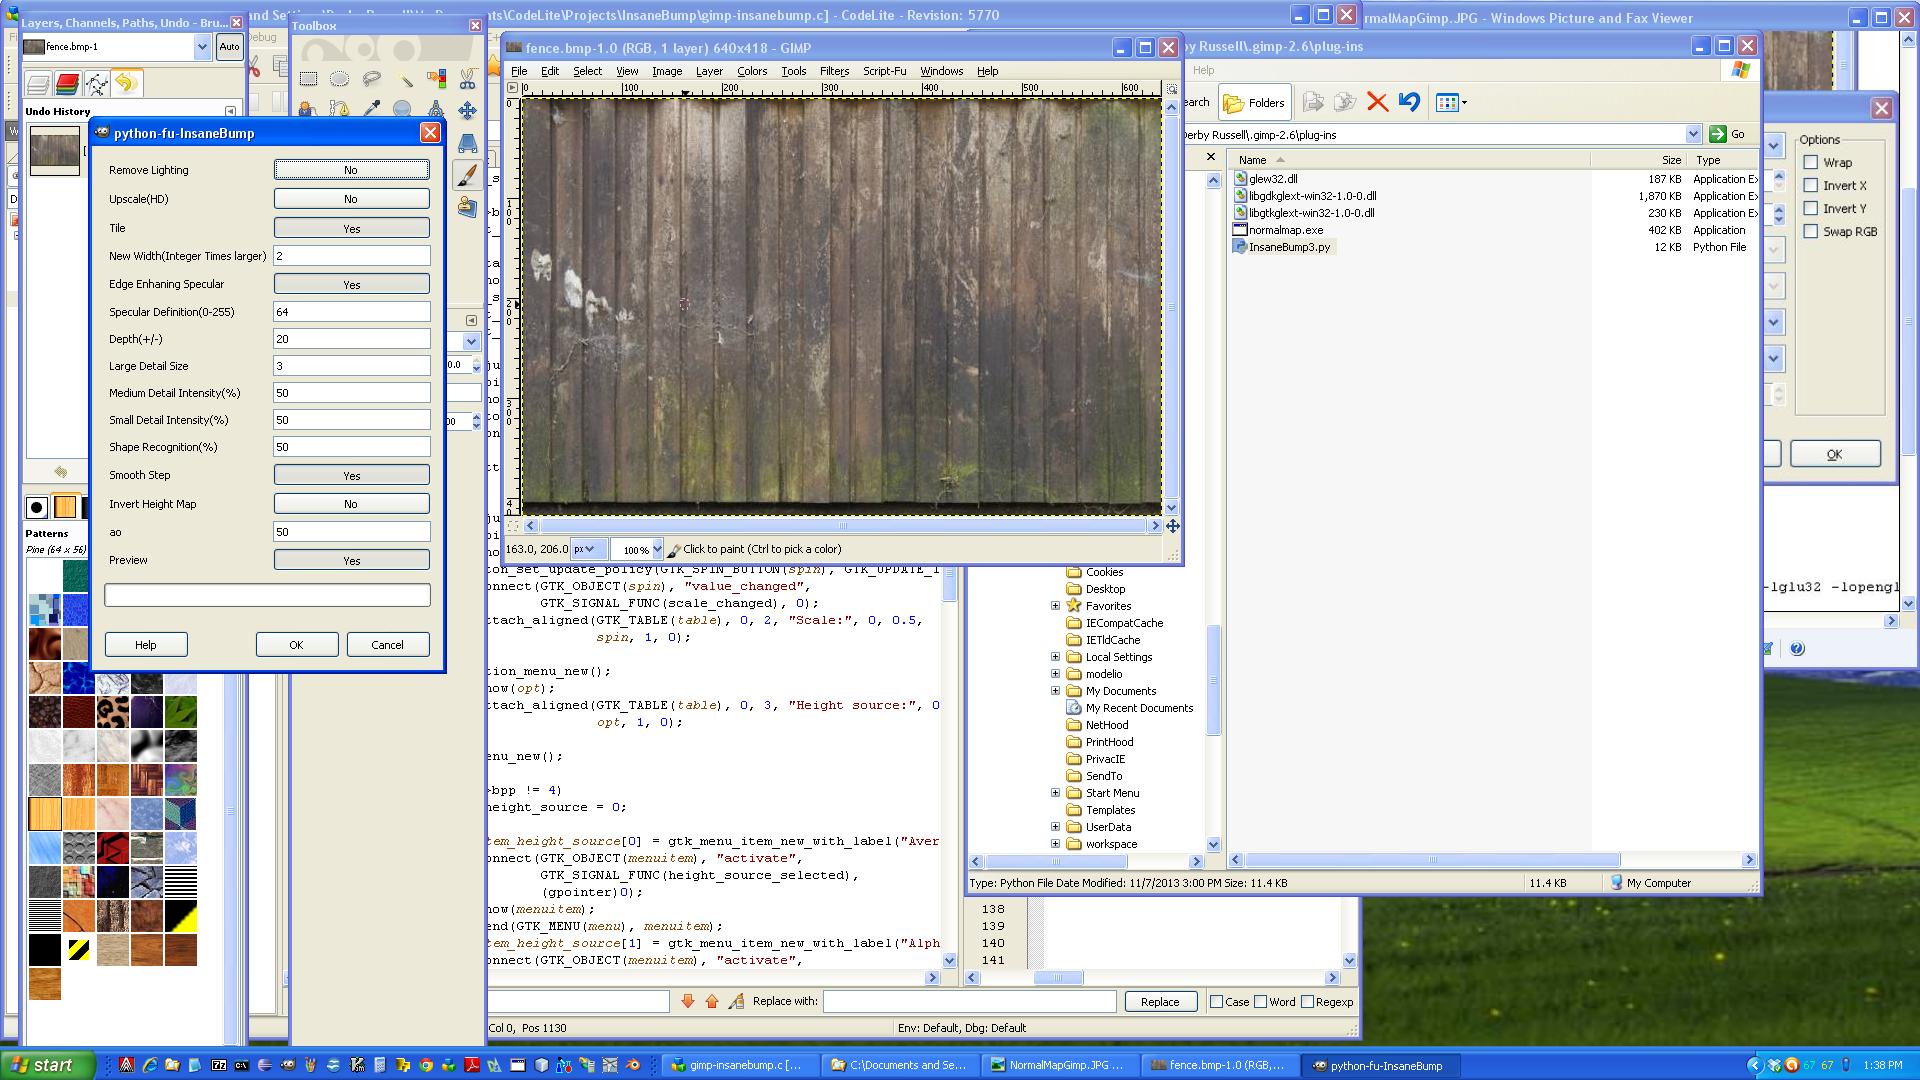 and Settings\Derby Russell\My Documents\CodeLite\Projects\InsaneBump\gimp-insanebump.c] - CodeLite - Revision: 5770
NormalMapGimp.JPG - Windows Picture and Fax Viewer
Layers, Channels, Paths, Undo - Bru...
Debug
Toolbox
fence.bmp-1
Auto
fence.bmp-1.0 (RGB, 1 layer) 640x418 - GIMP
by Russell\.gimp-2.6\plug-ins
File Edit Select View Image Layer Colors Tools Filters Script-Fu Windows Help
Help
0 100 200 300 400 500 600
Folders
Undo History
Derby Russell\.gimp-2.6\plug-ins
Go
Name Size Type
glew32.dll 187 KB Application Ex
libgdkglext-win32-1.0-0.dll 1,870 KB Application Ex
libgtkglext-win32-1.0-0.dll 230 KB Application Ex
normalmap.exe 402 KB Application
InsaneBump3.py 12 KB Python File
Options
Wrap
Invert X
Invert Y
Swap RGB
OK
python-fu-InsaneBump
Remove Lighting No
Upscale(HD) No
Tile Yes
New Width(Integer Times larger) 2
Edge Enhaning Specular Yes
Specular Definition(0-255) 64
Depth(+/-) 20
Large Detail Size 3
Medium Detail Intensity(%) 50
Small Detail Intensity(%) 50
Shape Recognition(%) 50
Smooth Step Yes
Invert Height Map No
ao 50
Preview Yes
Help OK Cancel
Patterns
Pine (64 x 56)
163.0, 206.0 px 100% Click to paint (Ctrl to pick a color)
ton_set_update_policy(GTK_SPIN_BUTTON(spin), GTK_UPDATE_I
onnect(GTK_OBJECT(spin), "value_changed",
GTK_SIGNAL_FUNC(scale_changed), 0);
ttach_aligned(GTK_TABLE(table), 0, 2, "Scale:", 0, 0.5,
spin, 1, 0);
tion_menu_new();
how(opt);
ttach_aligned(GTK_TABLE(table), 0, 3, "Height source:", 0
opt, 1, 0);
enu_new();
>bpp != 4)
height_source = 0;
tem_height_source[0] = gtk_menu_item_new_with_label("Aver
onnect(GTK_OBJECT(menuitem), "activate",
GTK_SIGNAL_FUNC(height_source_selected),
(gpointer)0);
how(menuitem);
end(GTK_MENU(menu), menuitem);
tem_height_source[1] = gtk_menu_item_new_with_label("Alph
onnect(GTK_OBJECT(menuitem), "activate",
Cookies
Desktop
Favorites
IECompatCache
IETldCache
Local Settings
modelio
My Documents
My Recent Documents
NetHood
PrintHood
PrivacIE
SendTo
Start Menu
Templates
UserData
workspace
-lglu32 -lopengl
Type: Python File Date Modified: 11/7/2013 3:00 PM Size: 11.4 KB 11.4 KB My Computer
138
139
140
141
Replace with: Replace Case Word Regexp
Col 0, Pos 1130 Env: Default, Dbg: Default
start
gimp-insanebump.c [... C:\Documents and Se... NormalMapGimp.JPG ... fence.bmp-1.0 (RGB,... python-fu-InsaneBump
67 67 1:38 PM